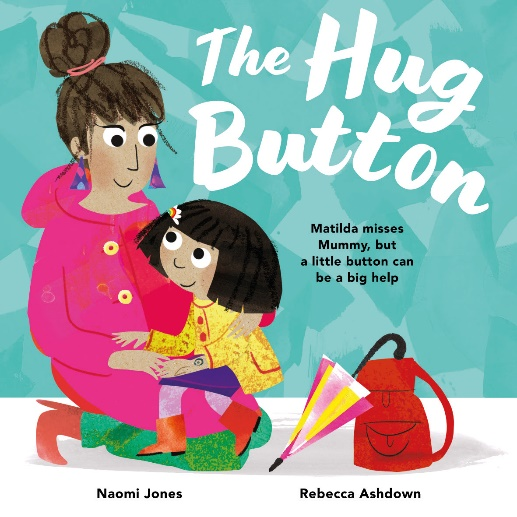 The Hug
Button
Matilda misses
Mummy, but
a little button can
be a big help
Naomi Jones
Rebecca Ashdown